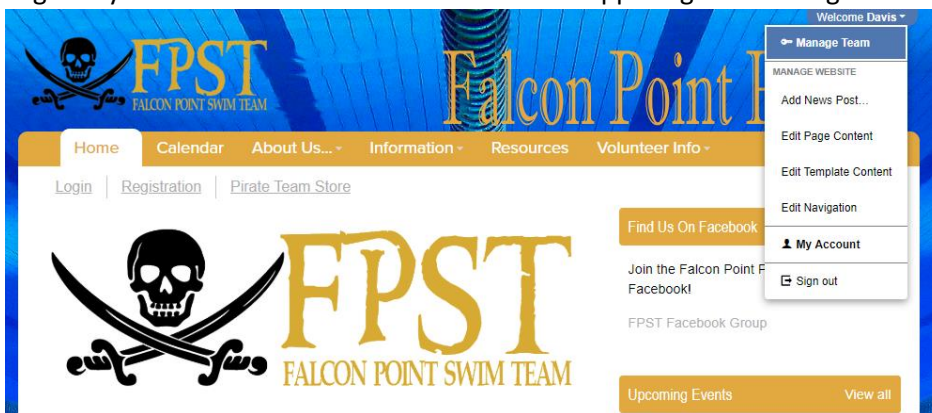 Welcome Davis
FPST
FALCON POINT SWIM TEAM
Falcon Point
Manage Team
MANAGE WEBSITE
Add News Post...
Edit Page Content
Edit Template Content
Edit Navigation
My Account
Sign out
Home Calendar About Us... Information Resources Volunteer Info
Login Registration Pirate Team Store
FPST
FALCON POINT SWIM TEAM
Find Us On Facebook
Join the Falcon Point
Facebook!
FPST Facebook Group
Upcoming Events View all